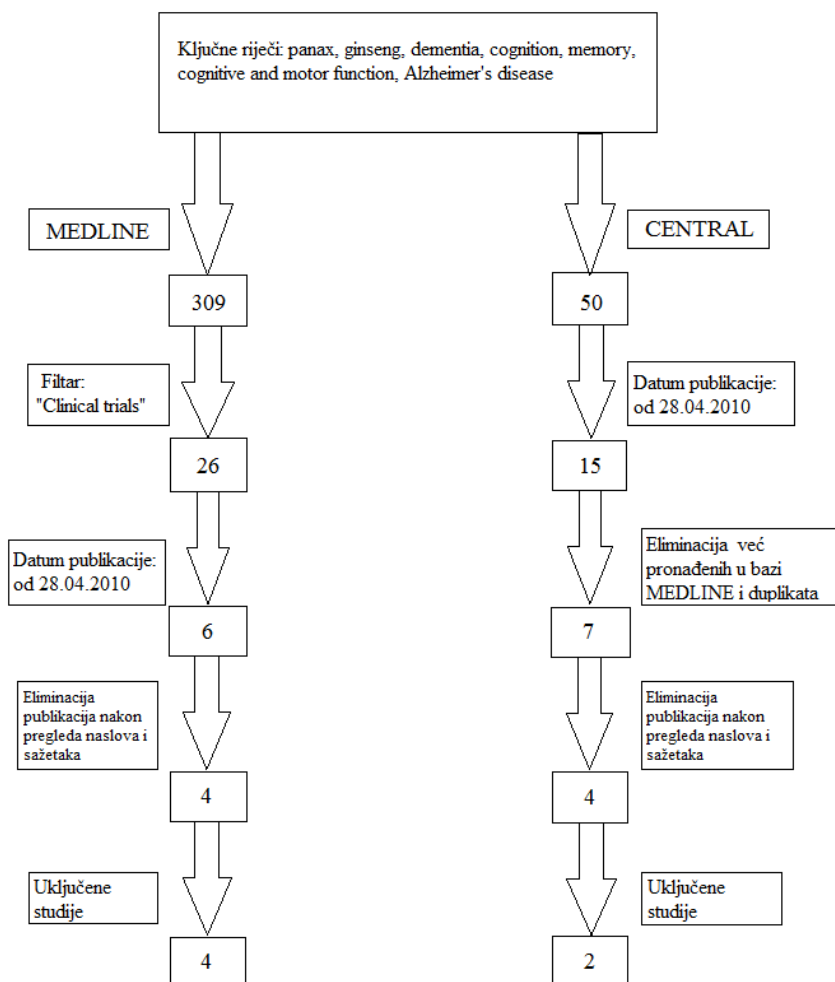 Ključne riječi: panax, ginseng, dementia, cognition, memory,
cognitive and motor function, Alzheimer's disease
MEDLINE
CENTRAL
309
50
Filtar:
"Clinical trials"
Datum publikacije:
od 28.04.2010
26
15
Datum publikacije:
od 28.04.2010
Eliminacija već
pronađenih u bazi
MEDLINE i duplikata
6
7
Eliminacija
publikacija nakon
pregleda naslova i
sažetaka
Eliminacija
publikacija nakon
pregleda naslova i
sažetaka
4
4
Uključene
studije
Uključene
studije
4
2